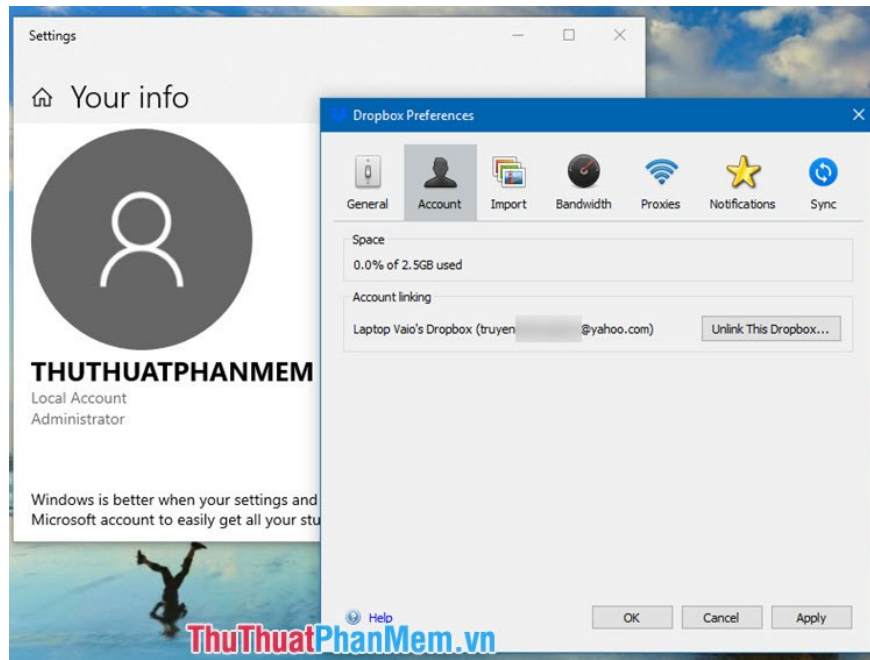 Settings
Your info
THUTHUATPHANMEM
Local Account
Administrator
Windows is better when your settings and
Microsoft account to easily get all your stu
Dropbox Preferences
General Account Import Bandwidth Proxies Notifications Sync
Space
0.0% of 2.5GB used
Account linking
Laptop Vaio's Dropbox (truyen @yahoo.com) Unlink This Dropbox...
Help OK Cancel Apply
ThuThuatPhanMem.vn